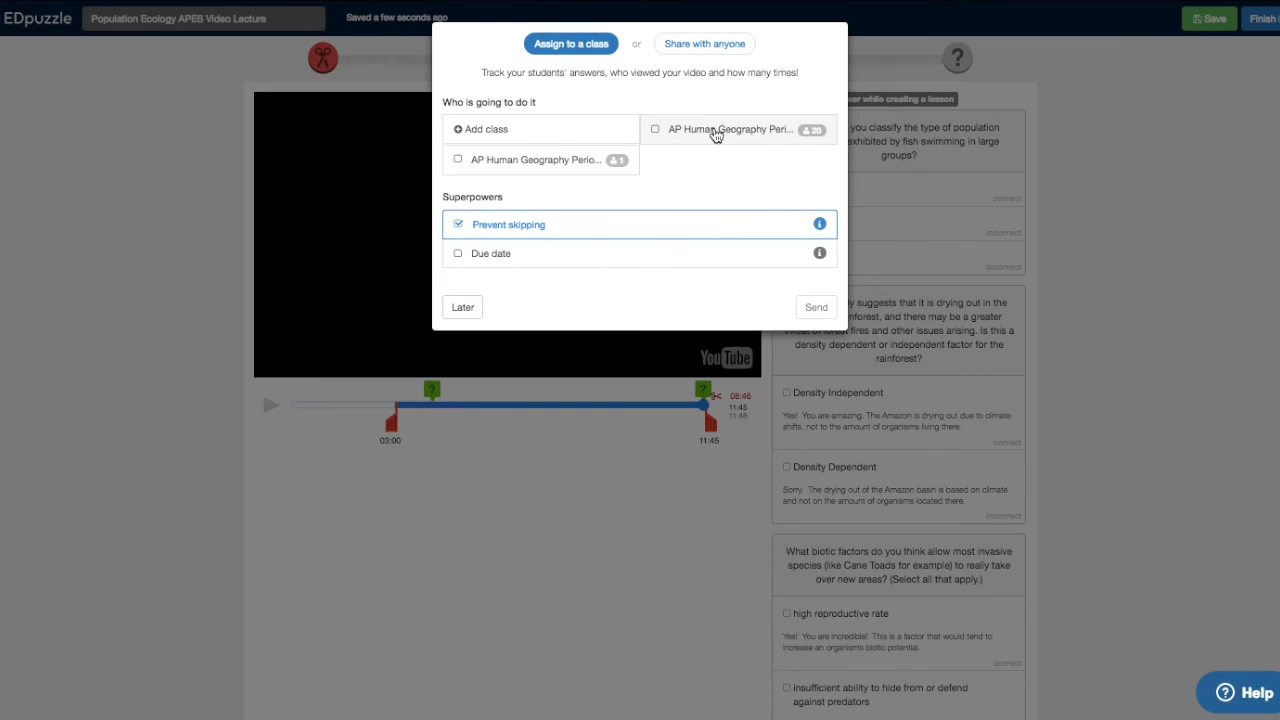 EDpuzzle
Population Ecology APES Video Lecture
Saved a few seconds ago
Save
Finish
Assign to a class
or
Share with anyone
Track your students' answers, who viewed your video and how many times!
Who is going to do it
Add class
AP Human Geography Peri...
20
AP Human Geography Perio...
1
Superpowers
Prevent skipping
Due date
Later
Send
while creating a lesson
you classify the type of population
exhibited by fish swimming in large
groups?
correct
incorrect
incorrect
suggests that it is drying out in the
and there may be a greater
threat of forest fires and other issues arising. Is this a
density dependent or independent factor for the
rainforest?
Density Independent
Yes! You are amazing. The Amazon is drying out due to climate
shifts, not to the amount of organisms living there.
correct
Density Dependent
Sorry. The drying out of the Amazon basin is based on climate
and not on the amount of organisms located there.
incorrect
What biotic factors do you think allow most invasive
species (like Cane Toads for example) to really take
over new areas? (Select all that apply.)
high reproductive rate
Yes! You are incredible! This is a factor that would tend to
increase an organisms biotic potential.
correct
insufficient ability to hide from or defend
against predators
YouTube
?
?
?
08:46
11:45
11:46
03:00
11:45
? Help